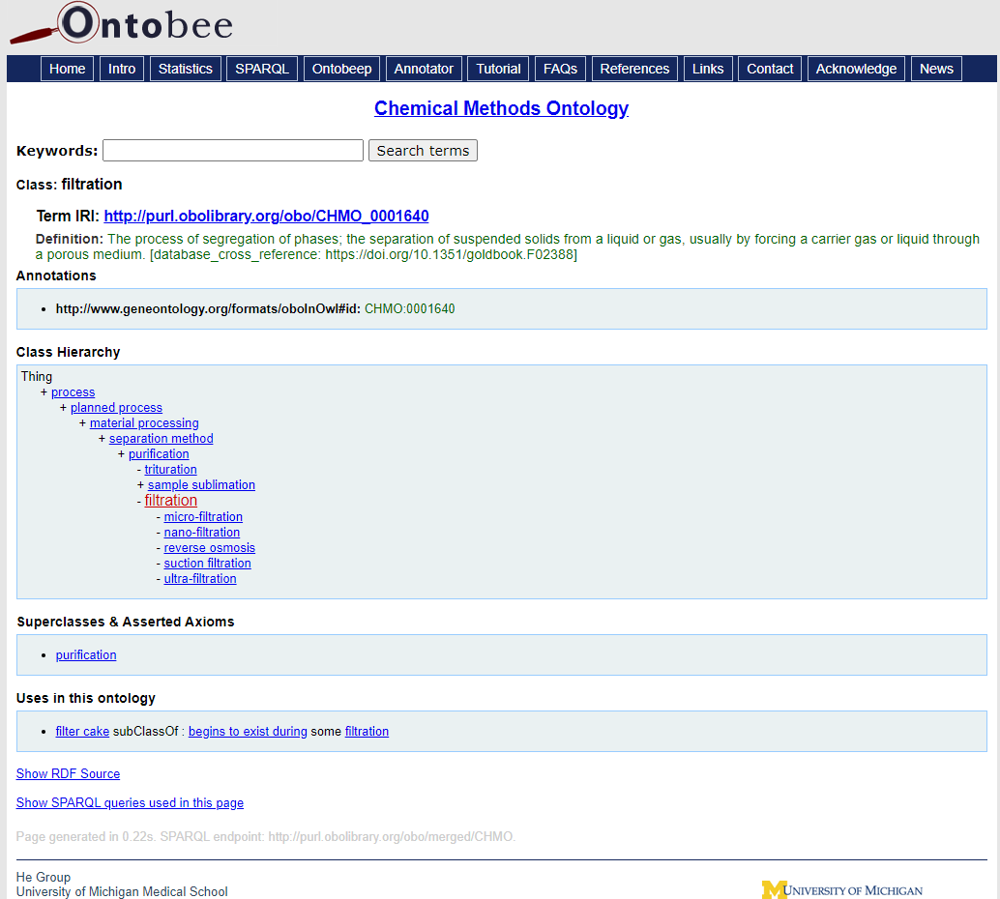 Ontobee
Home Intro Statistics SPARQL Ontobeep Annotator Tutorial FAQs References Links Contact Acknowledge News
Chemical Methods Ontology
Keywords: Search terms
Class: filtration
Term IRI: http://purl.obolibrary.org/obo/CHMO_0001640
Definition: The process of segregation of phases; the separation of suspended solids from a liquid or gas, usually by forcing a carrier gas or liquid through
a porous medium. [database_cross_reference: https://doi.org/10.1351/goldbook.F02388]
Annotations
• http://www.geneontology.org/formats/oboInOwl#id: CHMO:0001640
Class Hierarchy
Thing
+ process
+ planned process
+ material processing
+ separation method
+ purification
- trituration
+ sample sublimation
- filtration
- micro-filtration
- nano-filtration
- reverse osmosis
- suction filtration
- ultra-filtration
Superclasses & Asserted Axioms
• purification
Uses in this ontology
• filter cake subClassOf : begins to exist during some filtration
Show RDF Source
Show SPARQL queries used in this page
Page generated in 0.22s. SPARQL endpoint: http://purl.obolibrary.org/obo/merged/CHMO.
He Group
University of Michigan Medical School
M UNIVERSITY OF MICHIGAN